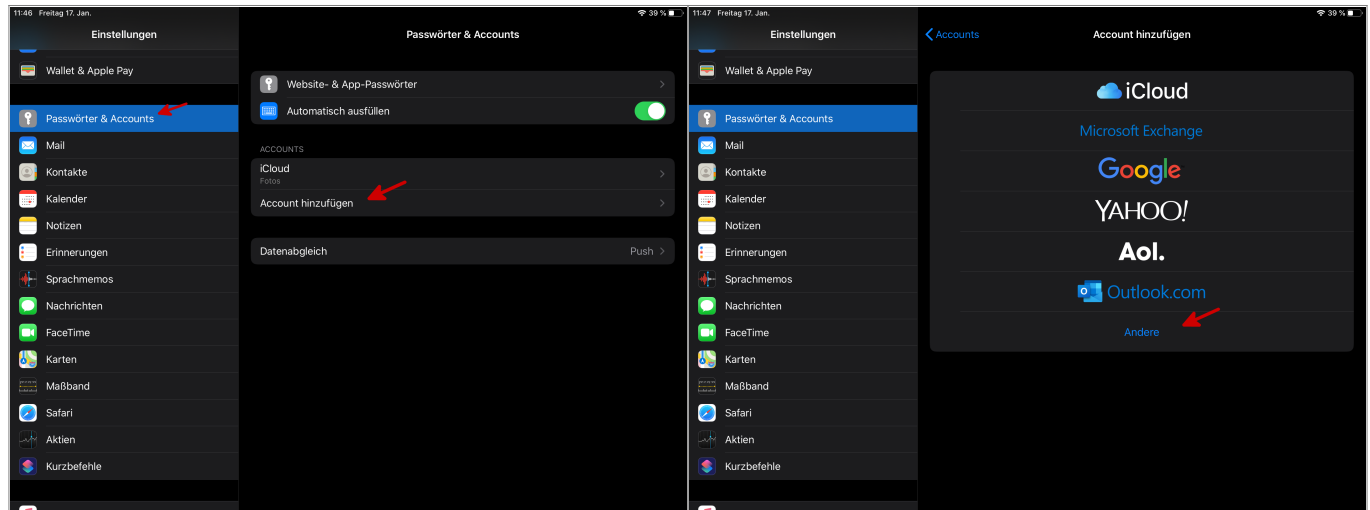 11:46 Freitag 17. Jan.
39 %
Einstellungen
Wallet & Apple Pay
Passwörter & Accounts
Mail
Kontakte
Kalender
Notizen
Erinnerungen
Sprachmemos
Nachrichten
FaceTime
Karten
Maßband
Safari
Aktien
Kurzbefehle
Passwörter & Accounts
Website- & App-Passwörter
Automatisch ausfüllen
ACCOUNTS
iCloud
Fotos
Account hinzufügen
Datenabgleich Push
11:47 Freitag 17. Jan.
39 %
Einstellungen
Wallet & Apple Pay
Passwörter & Accounts
Mail
Kontakte
Kalender
Notizen
Erinnerungen
Sprachmemos
Nachrichten
FaceTime
Karten
Maßband
Safari
Aktien
Kurzbefehle
Accounts
Account hinzufügen
iCloud
Microsoft Exchange
Google
YAHOO!
Aol.
Outlook.com
Andere